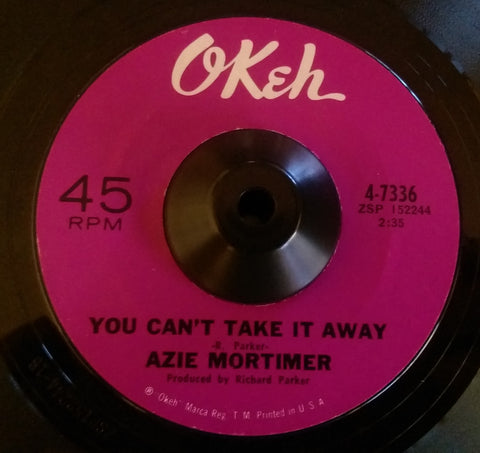 OKeh
45
RPM
4-7336
ZSP 152244
2:35
YOU CAN'T TAKE IT AWAY
-R. Parker-
AZIE MORTIMER
Produced by Richard Parker
® "Okeh" Marca Reg. T M. Printed in U S A